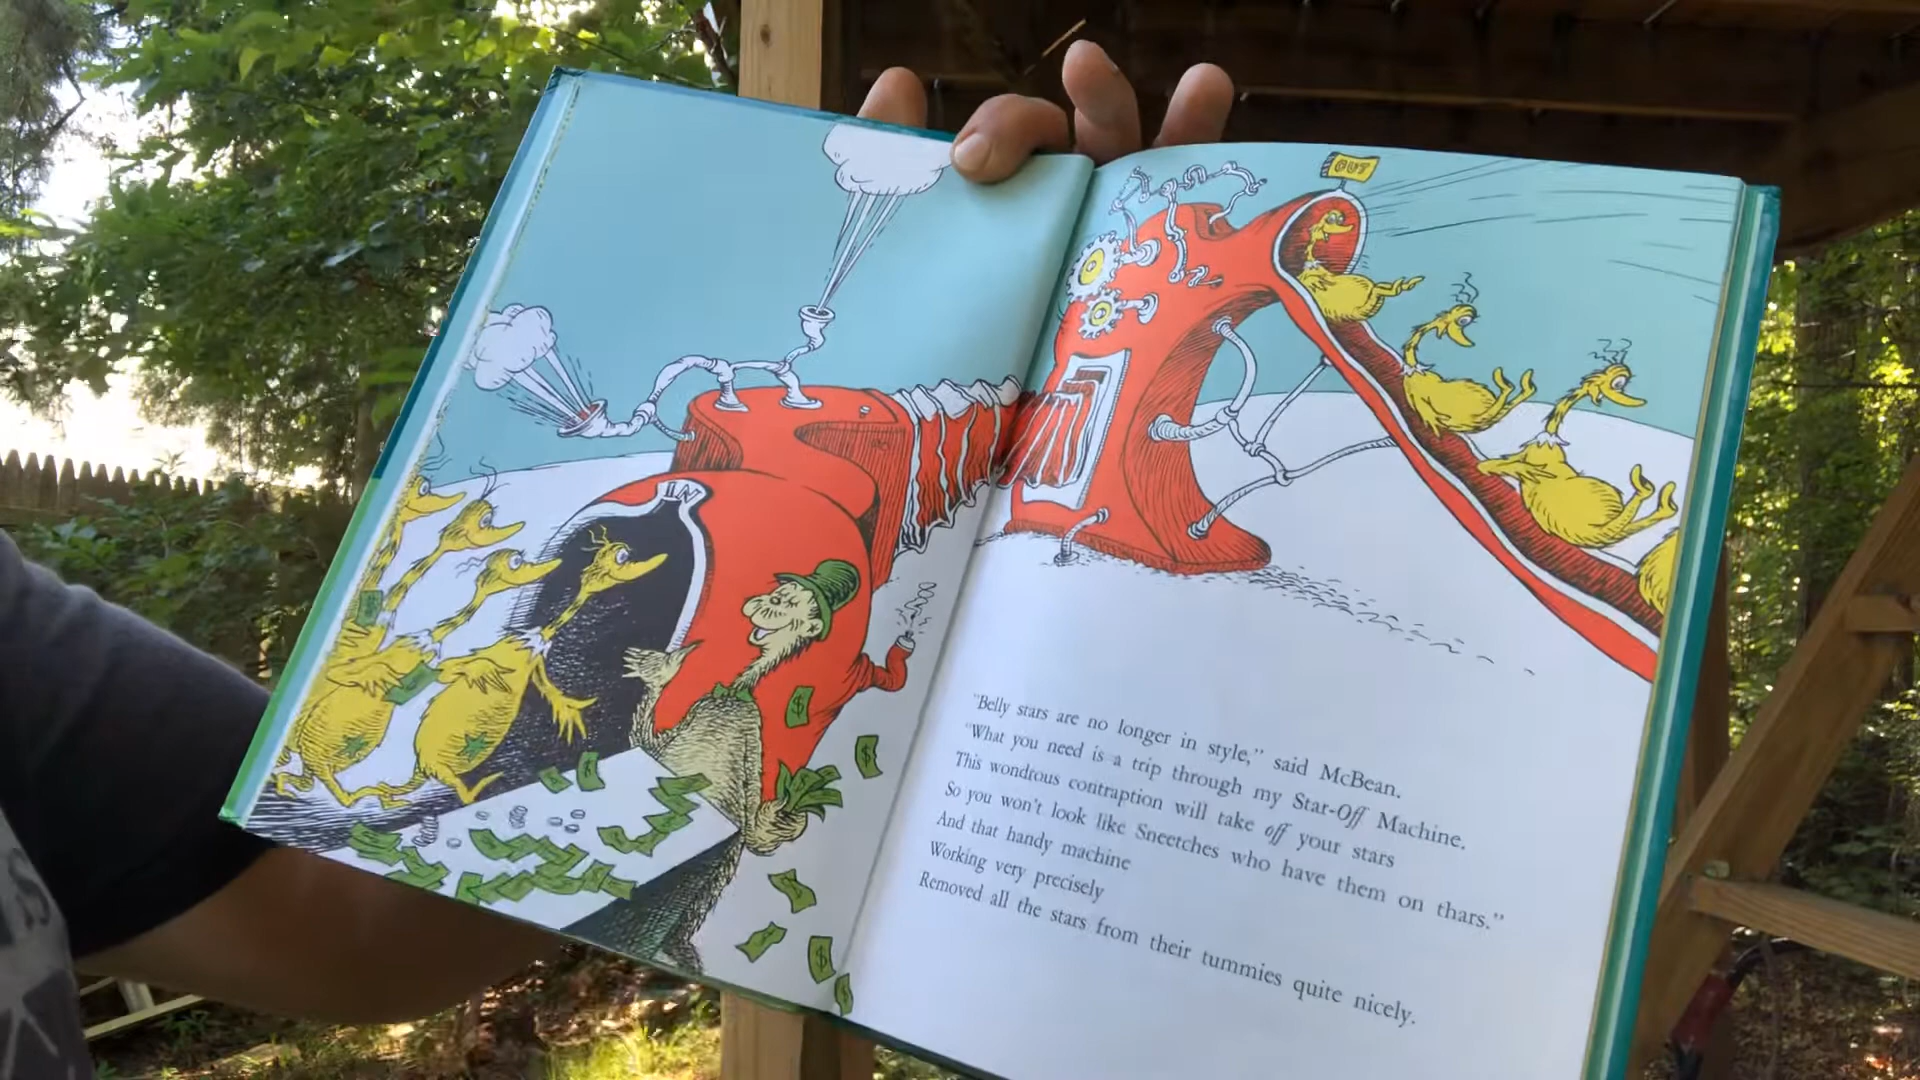 IN
OUT
"Belly stars are no longer in style," said McBean.
"What you need is a trip through my Star-Off Machine.
This wondrous contraption will take off your stars
So you won't look like Sneetches who have them on thars."
And that handy machine
Working very precisely
Removed all the stars from their tummies quite nicely.
$
$
$
$